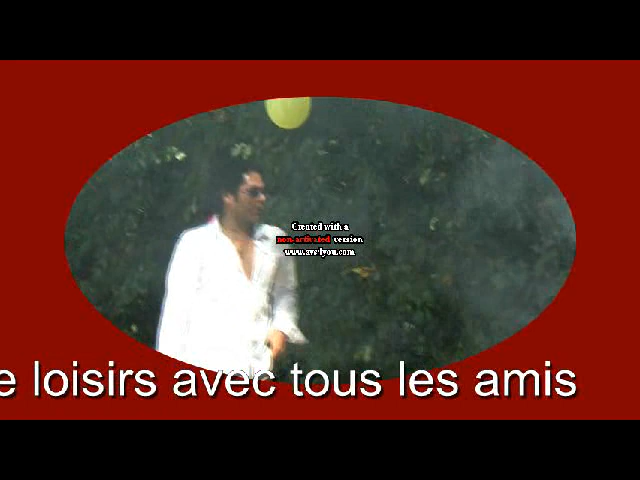 Created with a
non-activated version
www.avs4you.com
e loisirs avec tous les amis